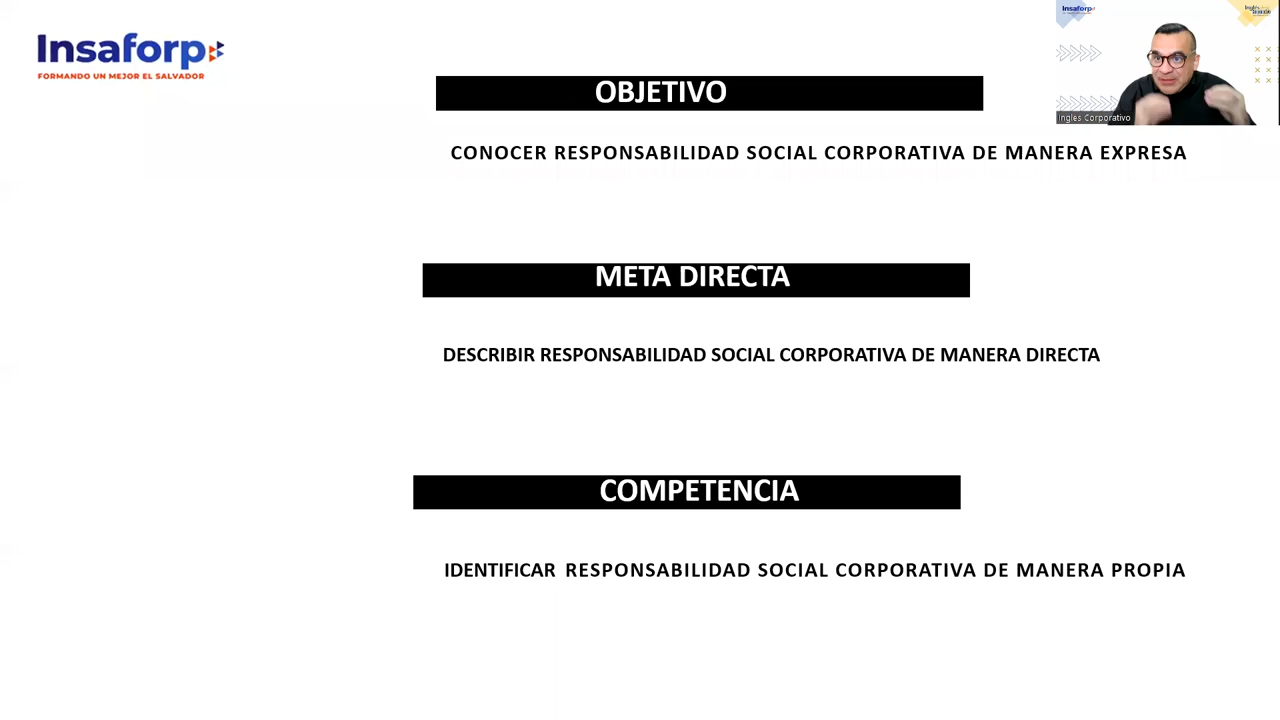 Insaforp
FORMANDO UN MEJOR EL SALVADOR
OBJETIVO
CONOCER RESPONSABILIDAD SOCIAL CORPORATIVA DE MANERA EXPRESA
Insaforp
Ingles Corporativo
META DIRECTA
DESCRIBIR RESPONSABILIDAD SOCIAL CORPORATIVA DE MANERA DIRECTA
COMPETENCIA
IDENTIFICAR RESPONSABILIDAD SOCIAL CORPORATIVA DE MANERA PROPIA